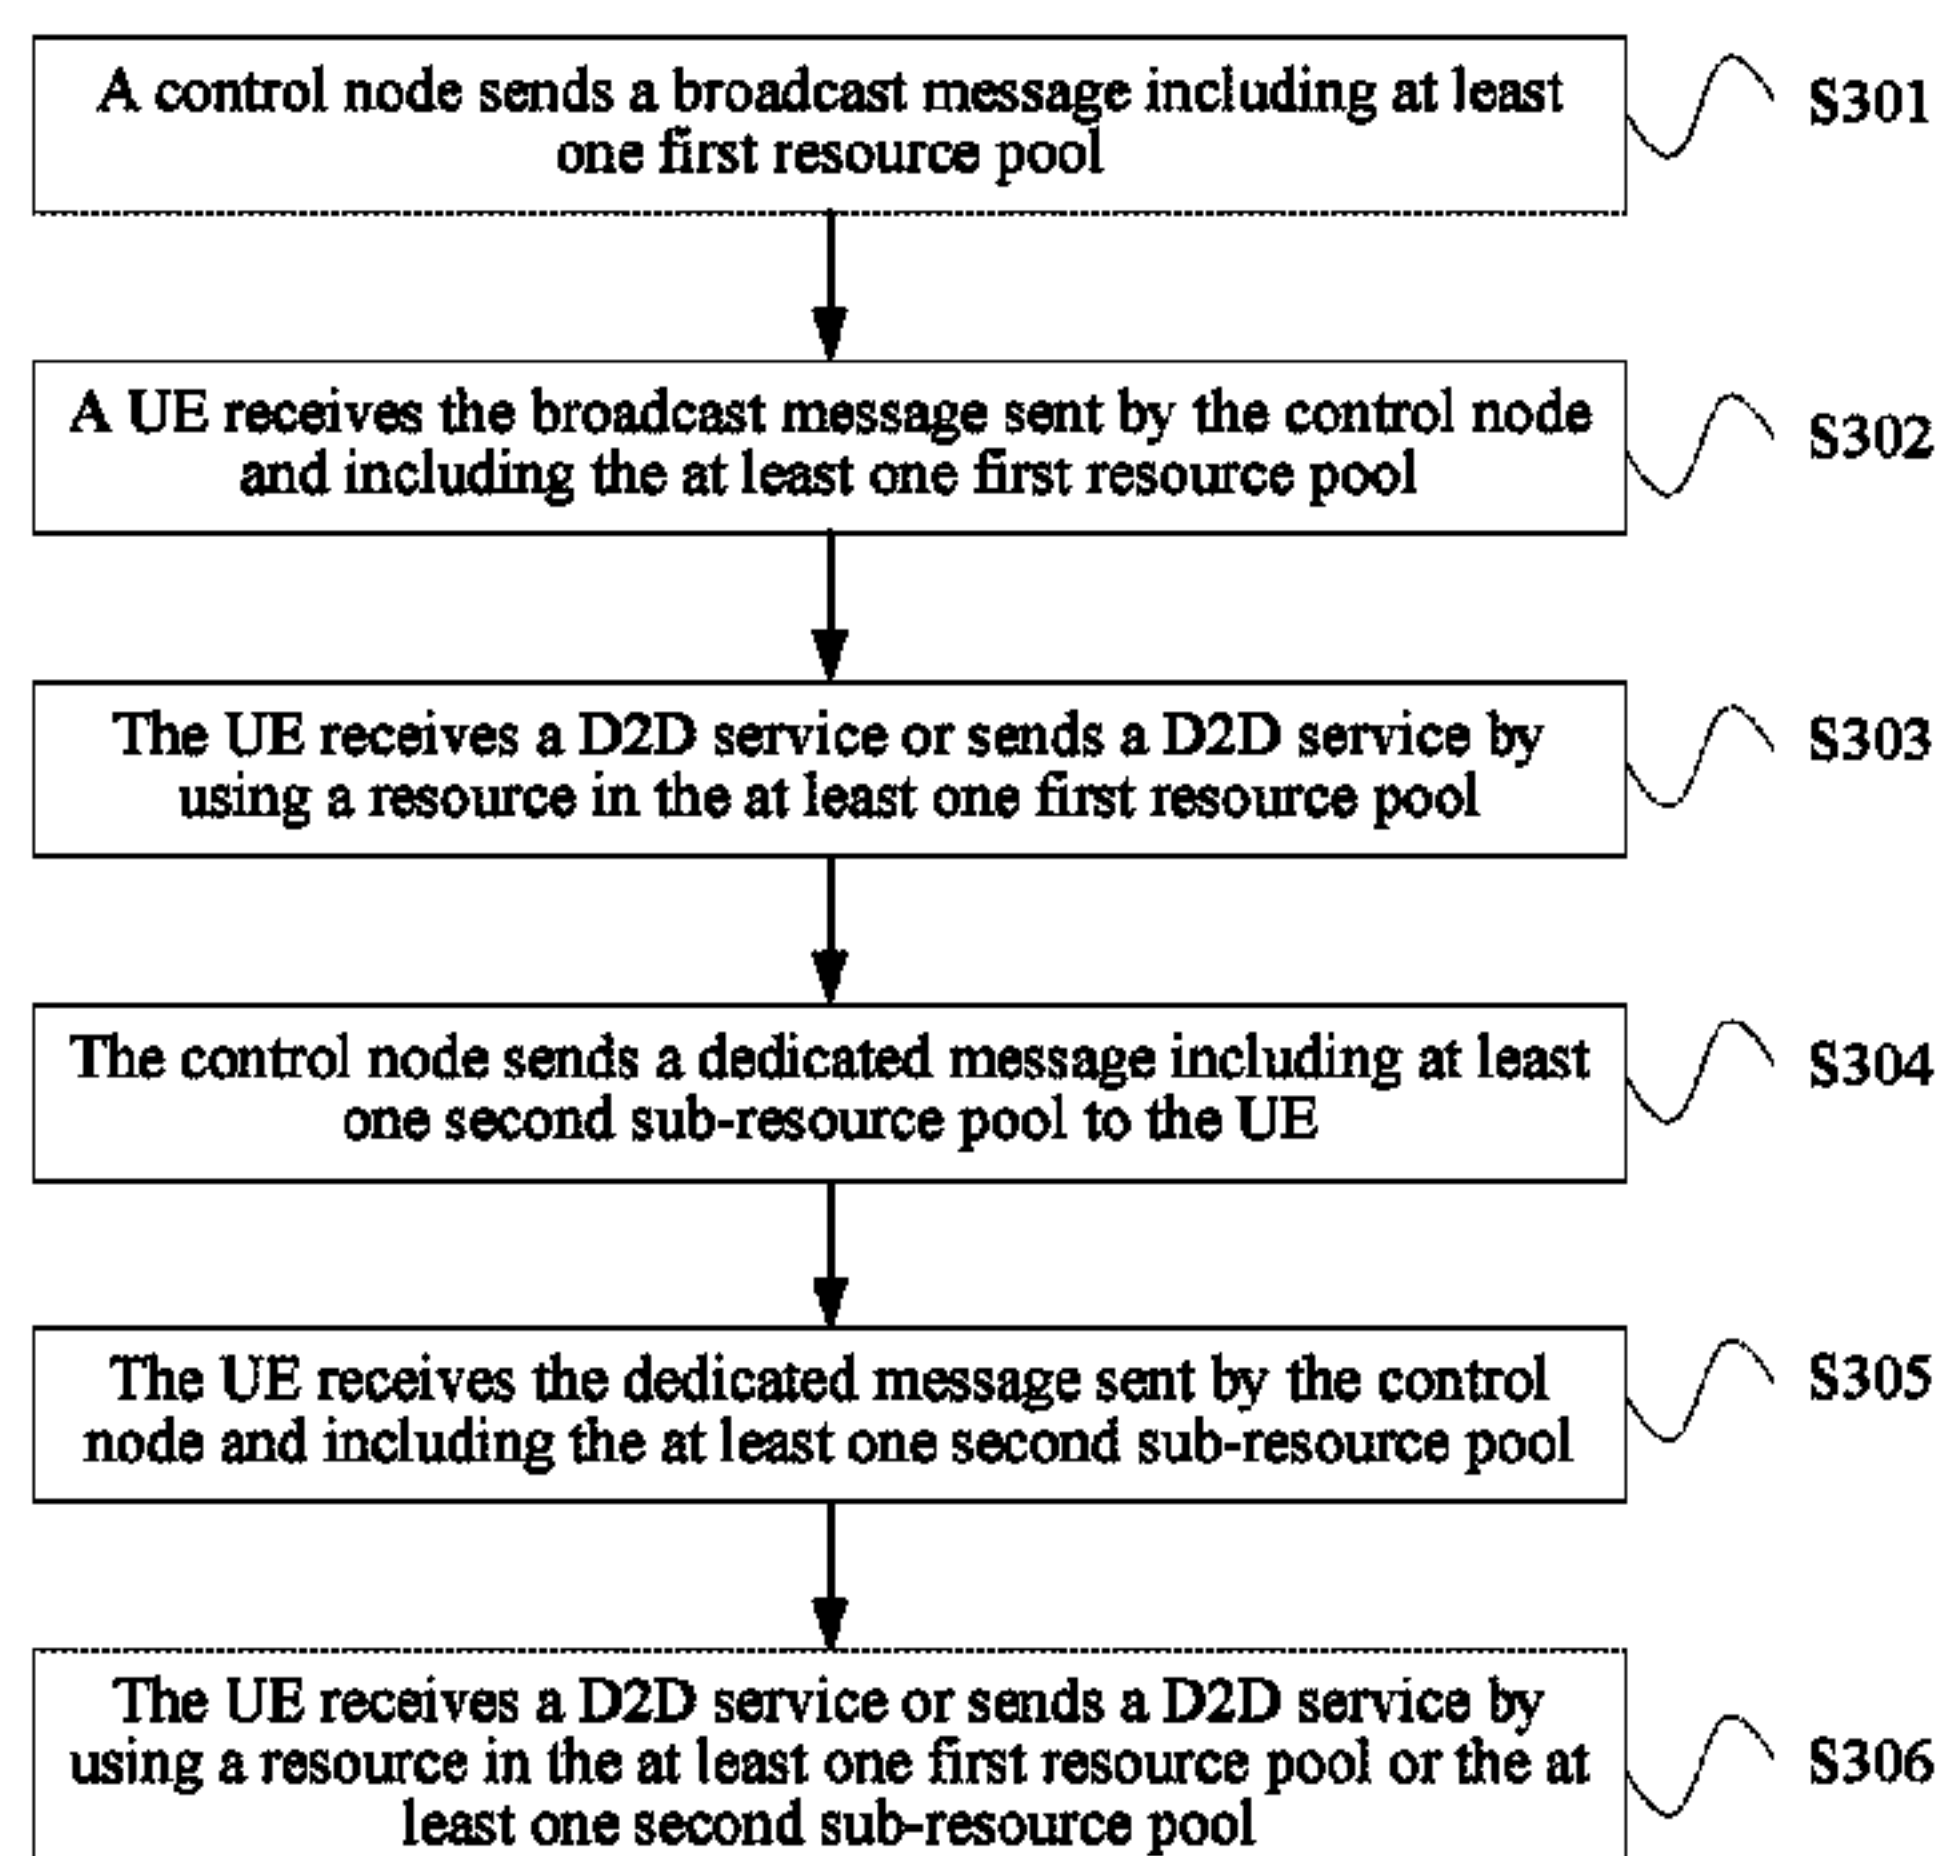 A control node sends a broadcast message including at least
one first resource pool
S301
A UE receives the broadcast message sent by the control node
and including the at least one first resource pool
S302
The UE receives a D2D service or sends a D2D service by
using a resource in the at least one first resource pool
S303
The control node sends a dedicated message including at least
one second sub-resource pool to the UE
S304
The UE receives the dedicated message sent by the control
node and including the at least one second sub-resource pool
S305
The UE receives a D2D service or sends a D2D service by
using a resource in the at least one first resource pool or the at
least one second sub-resource pool
S306